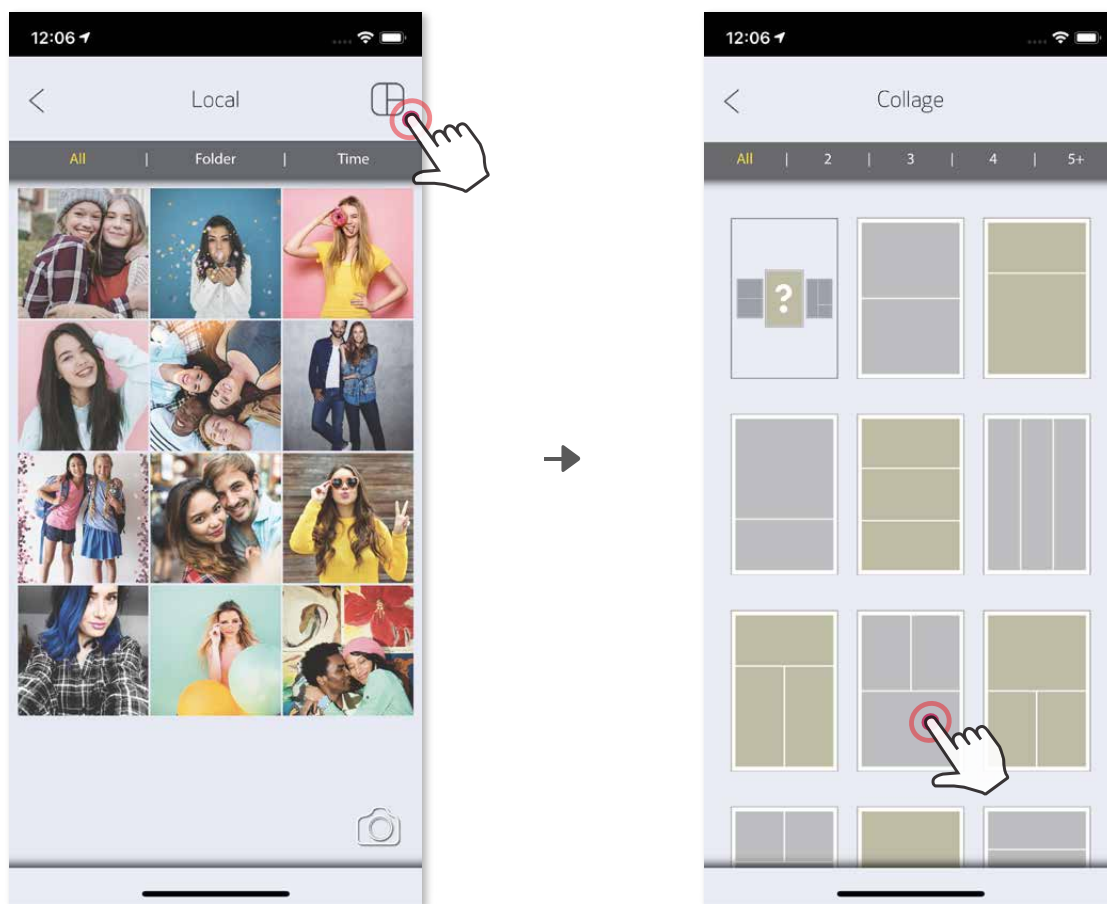 12:06
Local
All | Folder | Time
12:06
Collage
All | 2 | 3 | 4 | 5+
?